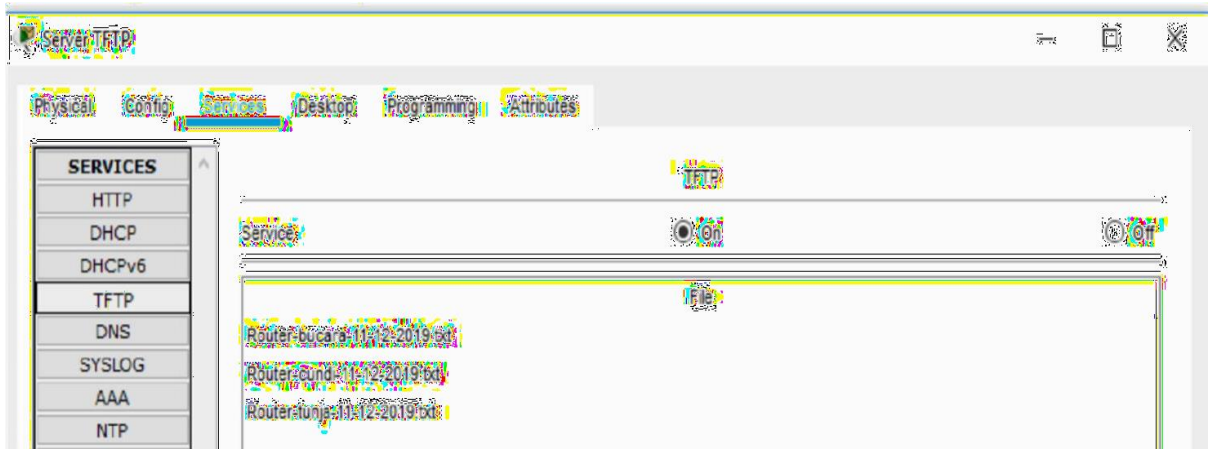 Server TFTP
Physical Config Services Desktop Programming Attributes
SERVICES
HTTP
DHCP
DHCPv6
TFTP
DNS
SYSLOG
AAA
NTP
TFTP
Service On Off
File
Router-bucara-11-12-2019.txt
Router-cundi-11-12-2019.txt
Router-tunja-11-12-2019.txt